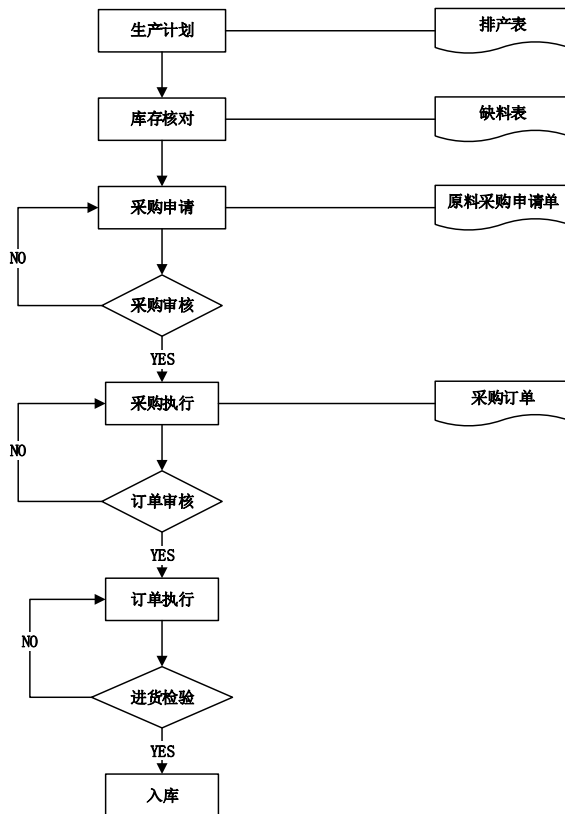 生产计划
排产表
库存核对
缺料表
采购申请
原料采购申请单
NO
采购审核
YES
采购执行
采购订单
NO
订单审核
YES
订单执行
NO
进货检验
YES
入库